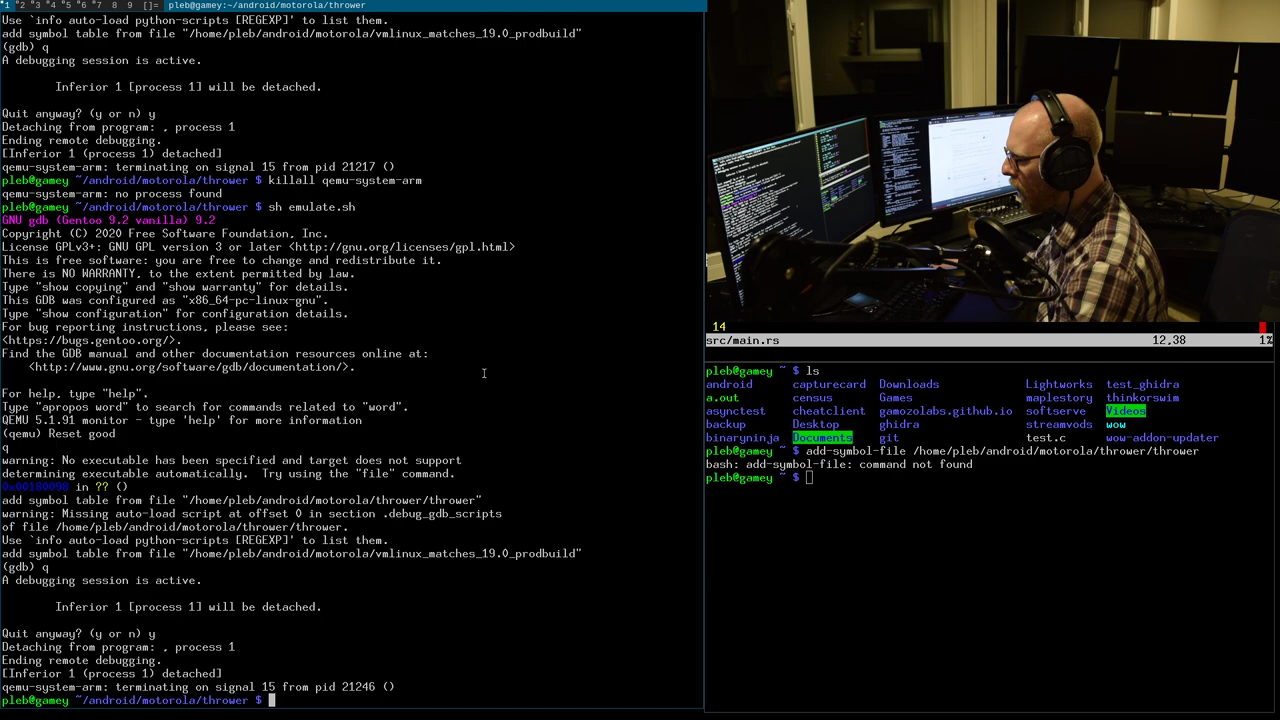 1 2 3 4 5 6 7 8 9 []= pleb@gamey:~/android/motorola/thrower
Use `info auto-load python-scripts [REGEXP]' to list them.
add symbol table from file "/home/pleb/android/motorola/vmlinux_matches_19.0_prodbuild"
(gdb) q
A debugging session is active.
Inferior 1 [process 1] will be detached.
Quit anyway? (y or n) y
Detaching from program: , process 1
Ending remote debugging.
[Inferior 1 (process 1) detached]
qemu-system-arm: terminating on signal 15 from pid 21217 ()
pleb@gamey ~/android/motorola/thrower $ killall qemu-system-arm
qemu-system-arm: no process found
pleb@gamey ~/android/motorola/thrower $ sh emulate.sh
GNU gdb (Gentoo 9.2 vanilla) 9.2
Copyright (C) 2020 Free Software Foundation, Inc.
License GPLv3+: GNU GPL version 3 or later <http://gnu.org/licenses/gpl.html>
This is free software: you are free to change and redistribute it.
There is NO WARRANTY, to the extent permitted by law.
Type "show copying" and "show warranty" for details.
This GDB was configured as "x86_64-pc-linux-gnu".
Type "show configuration" for configuration details.
For bug reporting instructions, please see:
<https://bugs.gentoo.org/>.
Find the GDB manual and other documentation resources online at:
<http://www.gnu.org/software/gdb/documentation/>.
For help, type "help".
Type "apropos word" to search for commands related to "word".
QEMU 5.1.91 monitor - type 'help' for more information
(qemu) Reset good
q
warning: No executable has been specified and target does not support
determining executable automatically.  Try using the "file" command.
0x00180098 in ?? ()
add symbol table from file "/home/pleb/android/motorola/thrower/thrower"
warning: Missing auto-load script at offset 0 in section .debug_gdb_scripts
of file /home/pleb/android/motorola/thrower/thrower.
Use `info auto-load python-scripts [REGEXP]' to list them.
add symbol table from file "/home/pleb/android/motorola/vmlinux_matches_19.0_prodbuild"
(gdb) q
A debugging session is active.
Inferior 1 [process 1] will be detached.
Quit anyway? (y or n) y
Detaching from program: , process 1
Ending remote debugging.
[Inferior 1 (process 1) detached]
qemu-system-arm: terminating on signal 15 from pid 21246 ()
pleb@gamey ~/android/motorola/thrower $
14
src/main.rs 12,38 1%
pleb@gamey ~ $ ls
android capturecard Downloads Lightworks test_ghidra
a.out census Games maplestory thinkorswim
asynctest cheatclient gamozolabs.github.io softserve Videos
backup Desktop ghidra streamvods wow
binaryninja Documents git test.c wow-addon-updater
pleb@gamey ~ $ add-symbol-file /home/pleb/android/motorola/thrower/thrower
bash: add-symbol-file: command not found
pleb@gamey ~ $